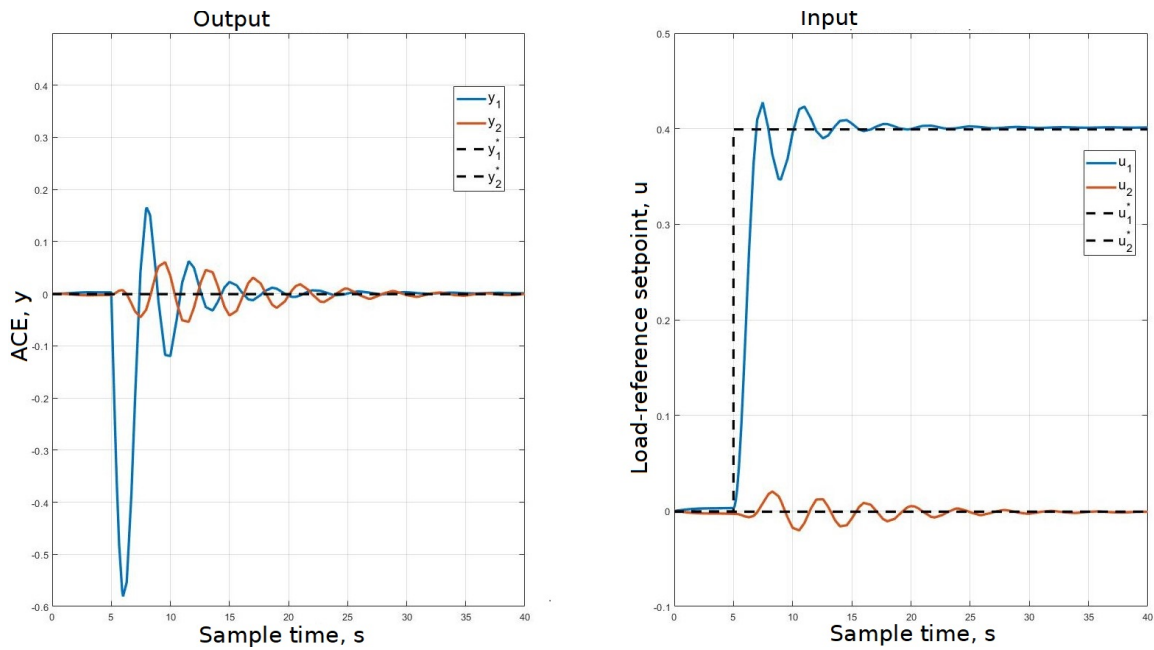 Output
0.4
0.3
0.2
0.1
0
-0.1
-0.2
-0.3
-0.4
-0.5
-0.6
ACE, y
y1
y2
y1*
y2*
0 5 10 15 20 25 30 35 40
Sample time, s
Input
0.5
0.4
0.3
0.2
0.1
0
-0.1
Load-reference setpoint, u
u1
u2
u1*
u2*
0 5 10 15 20 25 30 35 40
Sample time, s